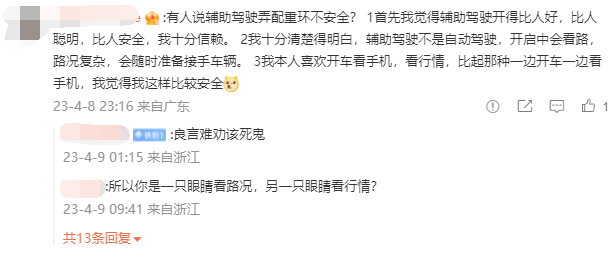 :有人说辅助驾驶弄配重环不安全? 1首先我觉得辅助驾驶开得比人好，比人
聪明，比人安全，我十分信赖。 2我十分清楚得明白，辅助驾驶不是自动驾驶，开启中会看路，
路况复杂，会随时准备接手车辆。 3我本人喜欢开车看手机，看行情，比起那种一边开车一边看
手机，我觉得我这样比较安全
23-4-8 23:16 来自广东
1
:良言难劝该死鬼
23-4-9 01:15 来自浙江
:所以你是一只眼睛看路况，另一只眼睛看行情?
23-4-9 09:41 来自浙江
共13条回复